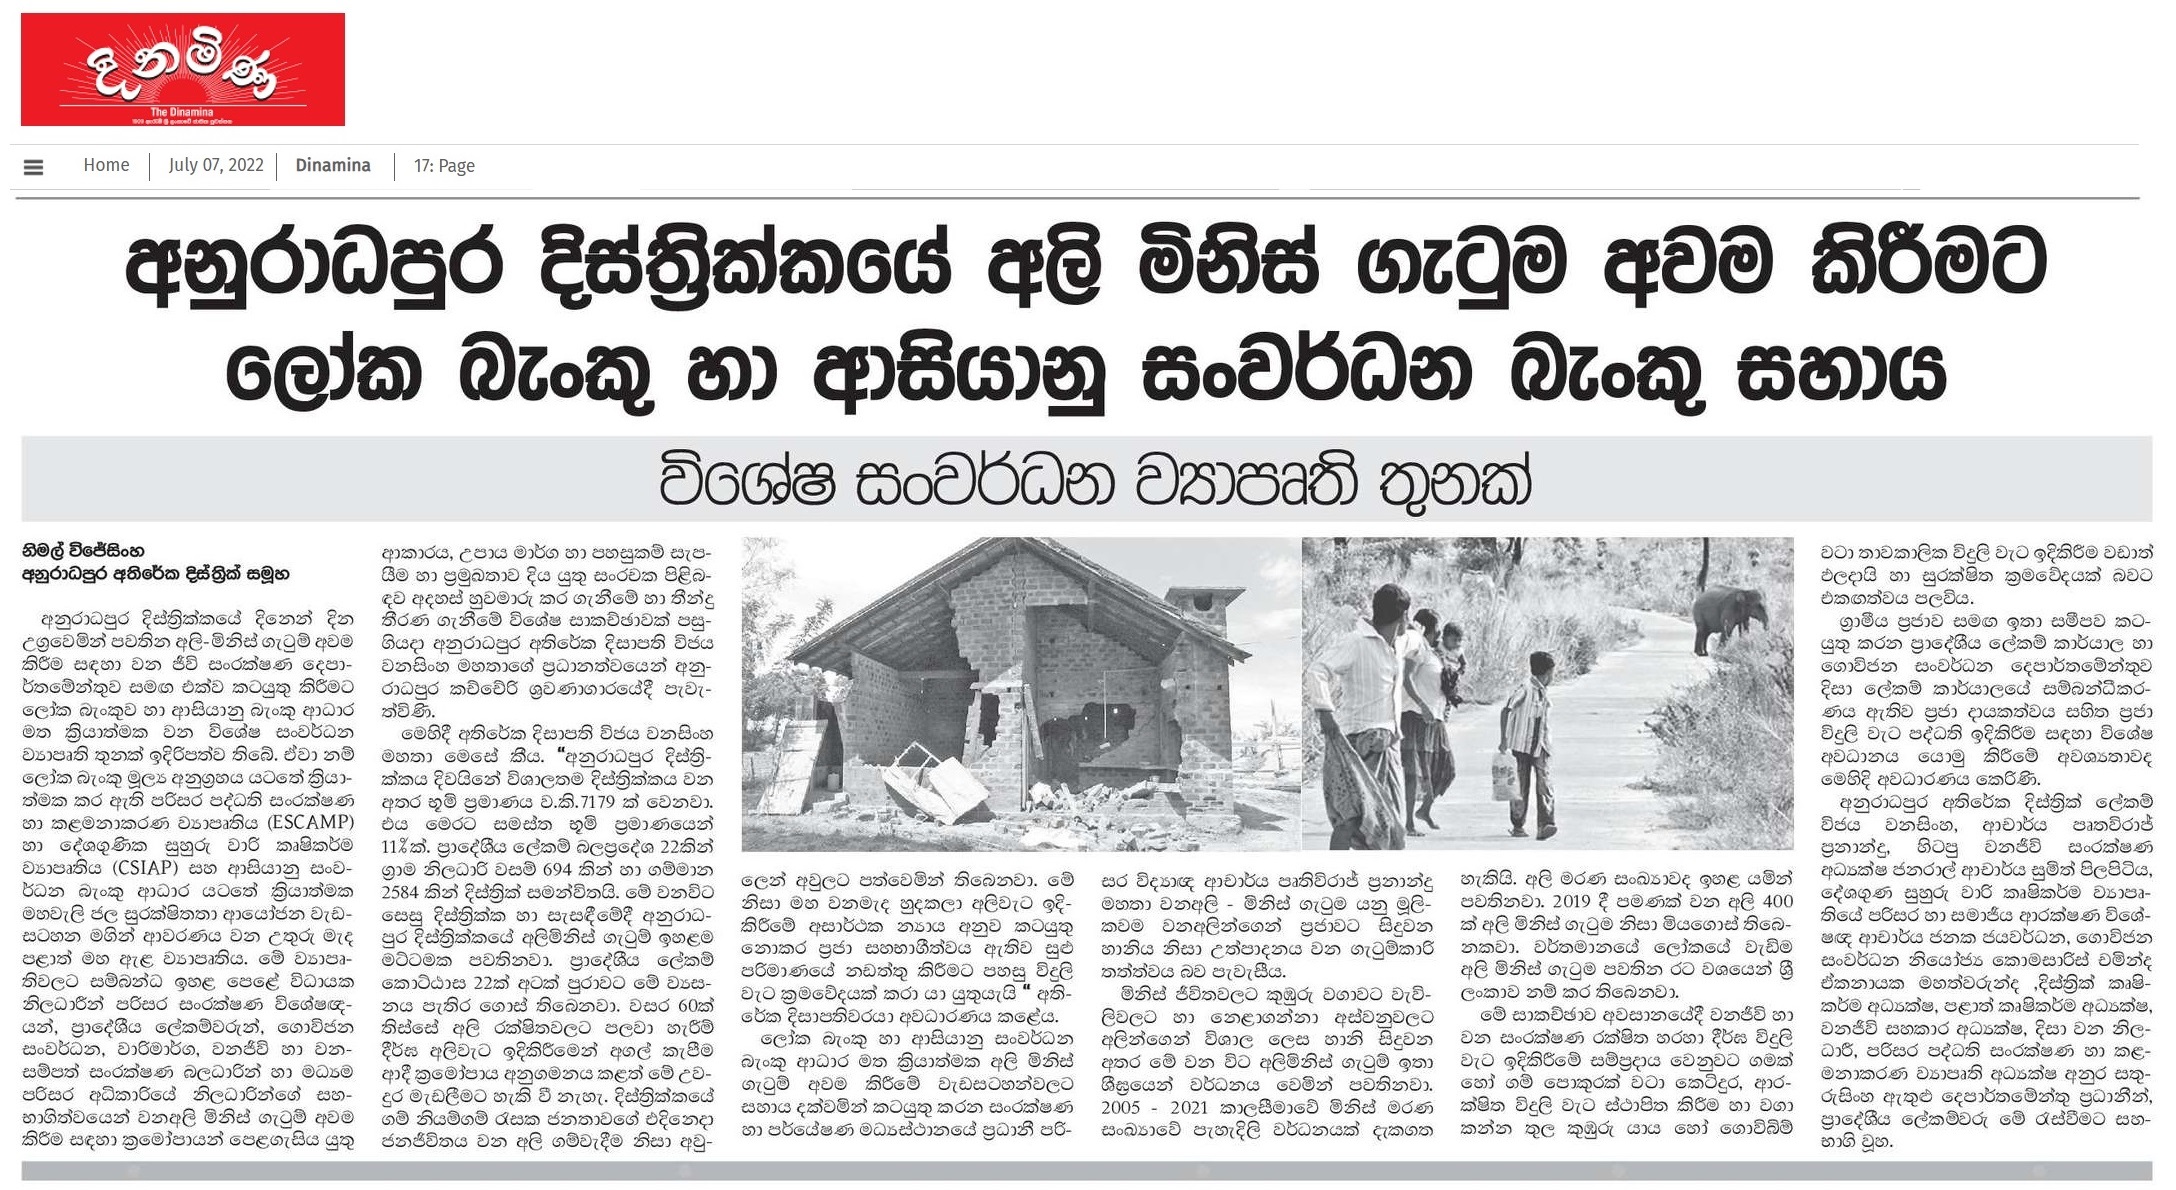 දිනමිණ
The Dinamina
Home
July 07, 2022
Dinamina
17: Page
අනුරාධපුර දිස්ත්‍රික්කයේ අලි මිනිස් ගැටුම අවම කිරීමට
ලෝක බැංකු හා ආසියානු සංවර්ධන බැංකු සහාය
විශේෂ සංවර්ධන ව්‍යාපෘති තුනක්
නිමල් විජේසිංහ
අනුරාධපුර අතිරේක දිස්ත්‍රික් සමූහ
අනුරාධපුර දිස්ත්‍රික්කයේ දිනෙන් දින
උග්‍රවෙමින් පවතින අලි-මිනිස් ගැටුම් අවම
කිරීම සඳහා වන ජීවි සංරක්ෂණ දෙපා-
ර්තමේන්තුව සමඟ එක්ව කටයුතු කිරීමට
ලෝක බැංකුව හා ආසියානු බැංකු ආධාර
මත ක්‍රියාත්මක වන විශේෂ සංවර්ධන
ව්‍යාපෘති තුනක් ඉදිරිපත්ව තිබේ. ඒවා නම්
ලෝක බැංකු මූල්‍ය අනුග්‍රහය යටතේ ක්‍රියා-
ත්මක කර ඇති පරිසර පද්ධති සංරක්ෂණ
හා කළමනාකරණ ව්‍යාපෘතිය (ESCAMP)
හා දේශගුණික සුහුරු වාරි කෘෂිකර්ම
ව්‍යාපෘතිය (CSIAP) සහ ආසියානු සංව-
ර්ධන බැංකු ආධාර යටතේ ක්‍රියාත්මක
මහවැලි ජල සුරක්ෂිතතා ආයෝජන වැඩ-
සටහන මගින් ආවරණය වන උතුරු මැද
පළාත් මහ ඇළ ව්‍යාපෘතිය. මේ ව්‍යාපෘ-
තිවලට සම්බන්ධ ඉහළ පෙළේ විධායක
නිලධාරීන් පරිසර සංරක්ෂණ විශේෂඥ-
යන්, ප්‍රාදේශීය ලේකම්වරුන්, ගොවිජන
සංවර්ධන, වාරිමාර්ග, වනජීවි හා වන-
සම්පත් සංරක්ෂණ බලධාරින් හා මධ්‍යම
පරිසර අධිකාරියේ නිලධාරින්ගේ සහ-
භාගිත්වයෙන් වනඅලි මිනිස් ගැටුම් අවම
කිරීම සඳහා ක්‍රමෝපායන් පෙළගැසිය යුතු
ආකාරය, උපාය මාර්ග හා පහසුකම් සැප-
යීම හා ප්‍රමුඛතාව දිය යුතු සංරචක පිළිබ-
ඳව අදහස් හුවමාරු කර ගැනීමේ හා තීන්දු
තීරණ ගැනීමේ විශේෂ සාකච්ඡාවක් පසු-
ගියදා අනුරාධපුර අතිරේක දිසාපති විජය
වනසිංහ මහතාගේ ප්‍රධානත්වයෙන් අනු-
රාධපුර කච්චේරි ශ්‍රවණාගාරයේදී පැවැ-
ත්විණි.
මෙහිදී අතිරේක දිසාපති විජය වනසිංහ
මහතා මෙසේ කීය. “අනුරාධපුර දිස්ත්‍රි-
ක්කය දිවයිනේ විශාලතම දිස්ත්‍රික්කය වන
අතර භූමි ප්‍රමාණය ව.කි.7179 ක් වෙනවා.
එය මෙරට සමස්ත භූමි ප්‍රමාණයෙන්
11%ක්. ප්‍රාදේශීය ලේකම් බලප්‍රදේශ 22කින්
ග්‍රාම නිලධාරි වසම් 694 කින් හා ගම්මාන
2584 කින් දිස්ත්‍රික් සමන්විතයි. මේ වනවිට
සෙසු දිස්ත්‍රික්ක හා සැසඳීමේදී අනුරාධ-
පුර දිස්ත්‍රික්කයේ අලිමිනිස් ගැටුම් ඉහළම
මට්ටමක පවතිනවා. ප්‍රාදේශීය ලේකම්
කොට්ඨාස 22ක් අටක් පුරාවට මේ ව්‍යස-
නය පැතිර ගොස් තිබෙනවා. වසර 60ක්
තිස්සේ අලි රක්ෂිතවලට පලවා හැරීම්
දීර්ඝ අලිවැට ඉදිකිරීමෙන් අගල් කැපීම
ආදී ක්‍රමෝපාය අනුගමනය කළත් මේ උව-
දුර මැඩලීමට හැකි වී නැහැ. දිස්ත්‍රික්කයේ
ගම් නියම්ගම් රැසක ජනතාවගේ එදිනෙදා
ජනජීවිතය වන අලි ගම්වැදීම නිසා අවු-
ලෙන් අවුලට පත්වෙමින් තිබෙනවා. මේ
නිසා මහ වනමැද හුදකලා අලිවැට ඉදි-
කිරීමේ අසාර්ථක න්‍යාය අනුව කටයුතු
නොකර ප්‍රජා සහභාගීත්වය ඇතිව සුළු
පරිමාණයේ නඩත්තු කිරීමට පහසු විදුලි
වැට ක්‍රමවේදයක් කරා යා යුතුයැයි “ අති-
රේක දිසාපතිවරයා අවධාරණය කළේය.
ලෝක බැංකු හා ආසියානු සංවර්ධන
බැංකු ආධාර මත ක්‍රියාත්මක අලි මිනිස්
ගැටුම් අවම කිරීමේ වැඩසටහන්වලට
සහාය දක්වමින් කටයුතු කරන සංරක්ෂණ
හා පර්යේෂණ මධ්‍යස්ථානයේ ප්‍රධානී පරි-
සර විද්‍යාඥ ආචාර්ය පෘතිවිරාජ් ප්‍රනාන්දු
මහතා වනඅලි - මිනිස් ගැටුම යනු මූලි-
කවම වනඅලින්ගෙන් ප්‍රජාවට සිදුවන
හානිය නිසා උත්පාදනය වන ගැටුම්කාරී
තත්ත්වය බව පැවැසීය.
මිනිස් ජිවිතවලට කුඹුරු වගාවට වැවි-
ලිවලට හා නෙළාගන්නා අස්වනුවලට
අලින්ගෙන් විශාල ලෙස හානි සිදුවන
අතර මේ වන විට අලිමිනිස් ගැටුම් ඉතා
ශීඝ්‍රයෙන් වර්ධනය වෙමින් පවතිනවා.
2005 - 2021 කාලසීමාවේ මිනිස් මරණ
සංඛ්‍යාවේ පැහැදිලි වර්ධනයක් දැකගත
හැකියි. අලි මරණ සංඛ්‍යාවද ඉහළ යමින්
පවතිනවා. 2019 දී පමණක් වන අලි 400
ක් අලි මිනිස් ගැටුම නිසා මියගොස් තිබෙ-
නකවා. වර්තමානයේ ලෝකයේ වැඩිම
අලි මිනිස් ගැටුම පවතින රට වශයෙන් ශ්‍රී
ලංකාව නම් කර තිබෙනවා.
මේ සාකච්ඡාව අවසානයේදී වනජීවී හා
වන සංරක්ෂණ රක්ෂිත හරහා දීර්ඝ විදුලි
වැට ඉදිකිරීමේ සම්ප්‍රදාය වෙනුවට ගමක්
හෝ ගම් පොකුරක් වටා කෙටිදුර, ආර-
ක්ෂිත විදුලි වැට ස්ථාපිත කිරීම හා වගා
කන්න තුල කුඹුරු යාය හෝ ගොවිබිම්
වටා තාවකාලික විදුලි වැට ඉදිකිරීම වඩාත්
ඵලදායී හා සුරක්ෂිත ක්‍රමවේදයක් බවට
එකඟත්වය පලවිය.
ග්‍රාමීය ප්‍රජාව සමඟ ඉතා සමීපව කට-
යුතු කරන ප්‍රාදේශීය ලේකම් කාර්යාල හා
ගොවිජන සංවර්ධන දෙපාර්තමේන්තුව
දිසා ලේකම් කාර්යාලයේ සම්බන්ධීකර-
ණය ඇතිව ප්‍රජා දායකත්වය සහිත ප්‍රජා
විදුලි වැට පද්ධති ඉදිකිරීම සඳහා විශේෂ
අවධානය යොමු කිරීමේ අවශ්‍යතාවද
මෙහිදි අවධාරණය කෙරිණි.
අනුරාධපුර අතිරේක දිස්ත්‍රික් ලේකම්
විජය වනසිංහ, ආචාර්ය පෘතවිරාජ්
ප්‍රනාන්දු, හිටපු වනජීවි සංරක්ෂණ
අධ්‍යක්ෂ ජනරාල් ආචාර්ය සුමිත් පිලපිටිය,
දේශගුණ සුහුරු වාරි කෘෂිකර්ම ව්‍යාපෘ-
තියේ පරිසර හා සමාජීය ආරක්ෂණ විශේ-
ෂඥ ආචාර්ය ජනක ජයවර්ධන, ගොවිජන
සංවර්ධන නියෝජ්‍ය කොමසාරිස් චමින්ද
ඒකනායක මහත්වරුන්ද ,දිස්ත්‍රික් කෘෂි-
කර්ම අධ්‍යක්ෂ, පළාත් කෘෂිකර්ම අධ්‍යක්ෂ,
වනජීවි සහකාර අධ්‍යක්ෂ, දිසා වන නිල-
ධාරී, පරිසර පද්ධති සංරක්ෂණ හා කළ-
මනාකරණ ව්‍යාපෘති අධ්‍යක්ෂ අනුර සතු-
රුසිංහ ඇතුළු දෙපාර්තමේන්තු ප්‍රධානීන්,
ප්‍රාදේශීය ලේකම්වරු මේ රැස්වීමට සහ-
භාගි වූහ.